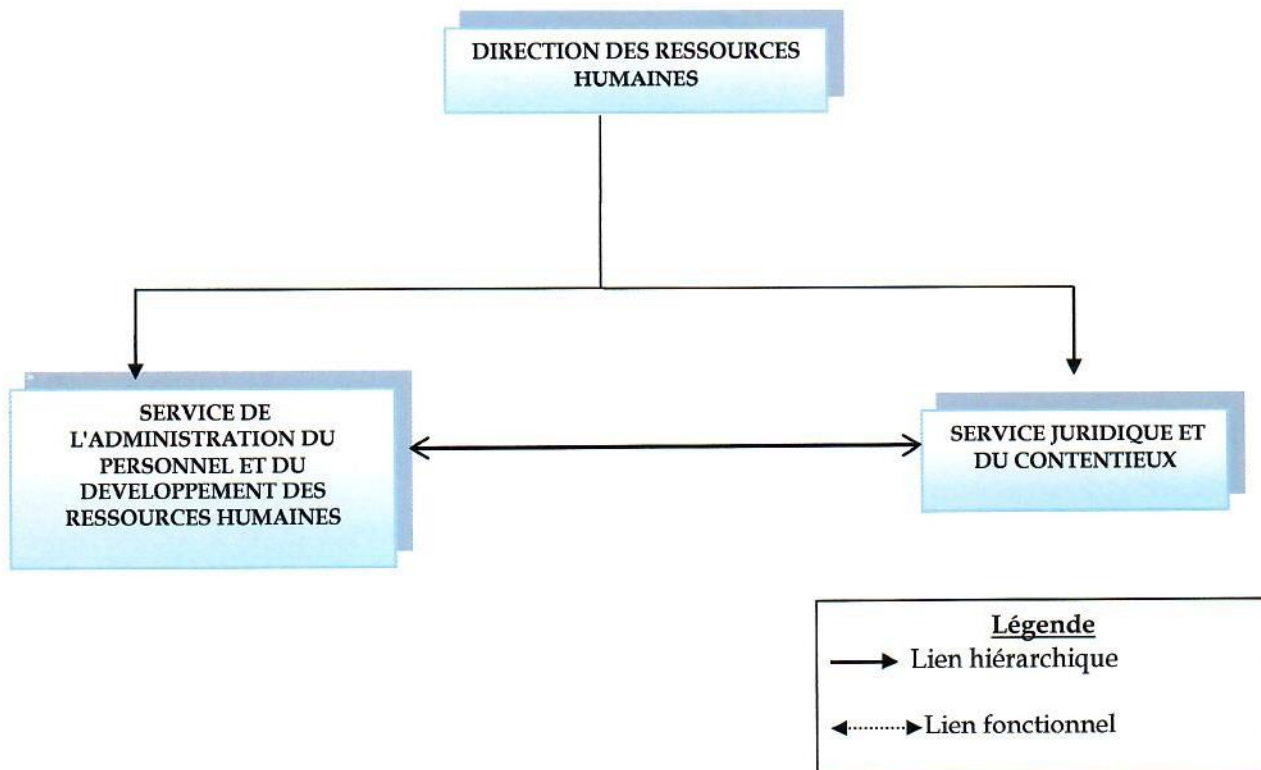 DIRECTION DES RESSOURCES
HUMAINES
SERVICE DE
L'ADMINISTRATION DU
PERSONNEL ET DU
DEVELOPPEMENT DES
RESSOURCES HUMAINES
SERVICE JURIDIQUE ET
DU CONTENTIEUX
Légende
Lien hiérarchique
Lien fonctionnel